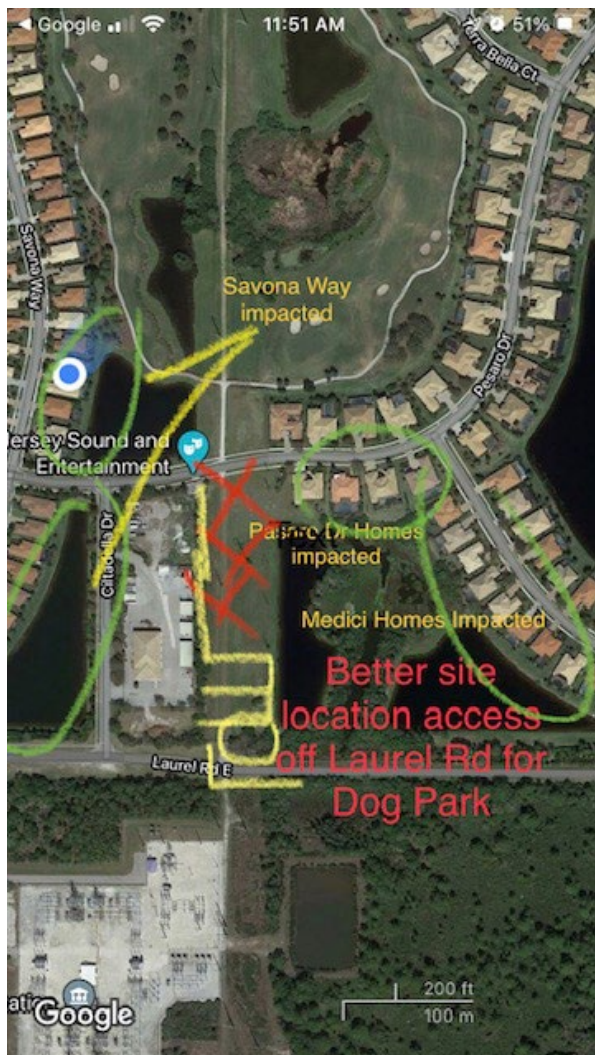 Google
11:51 AM
51%
Terra Bella Ct
Savona Way
Savona Way
impacted
Pesaro Dr
Jersey Sound and
Entertainment
Cittadella Dr
Pasaro Dr Homes
impacted
Medici Homes Impacted
Better site
location access
off Laurel Rd for
Dog Park
Laurel Rd E
Google
200 ft
100 m